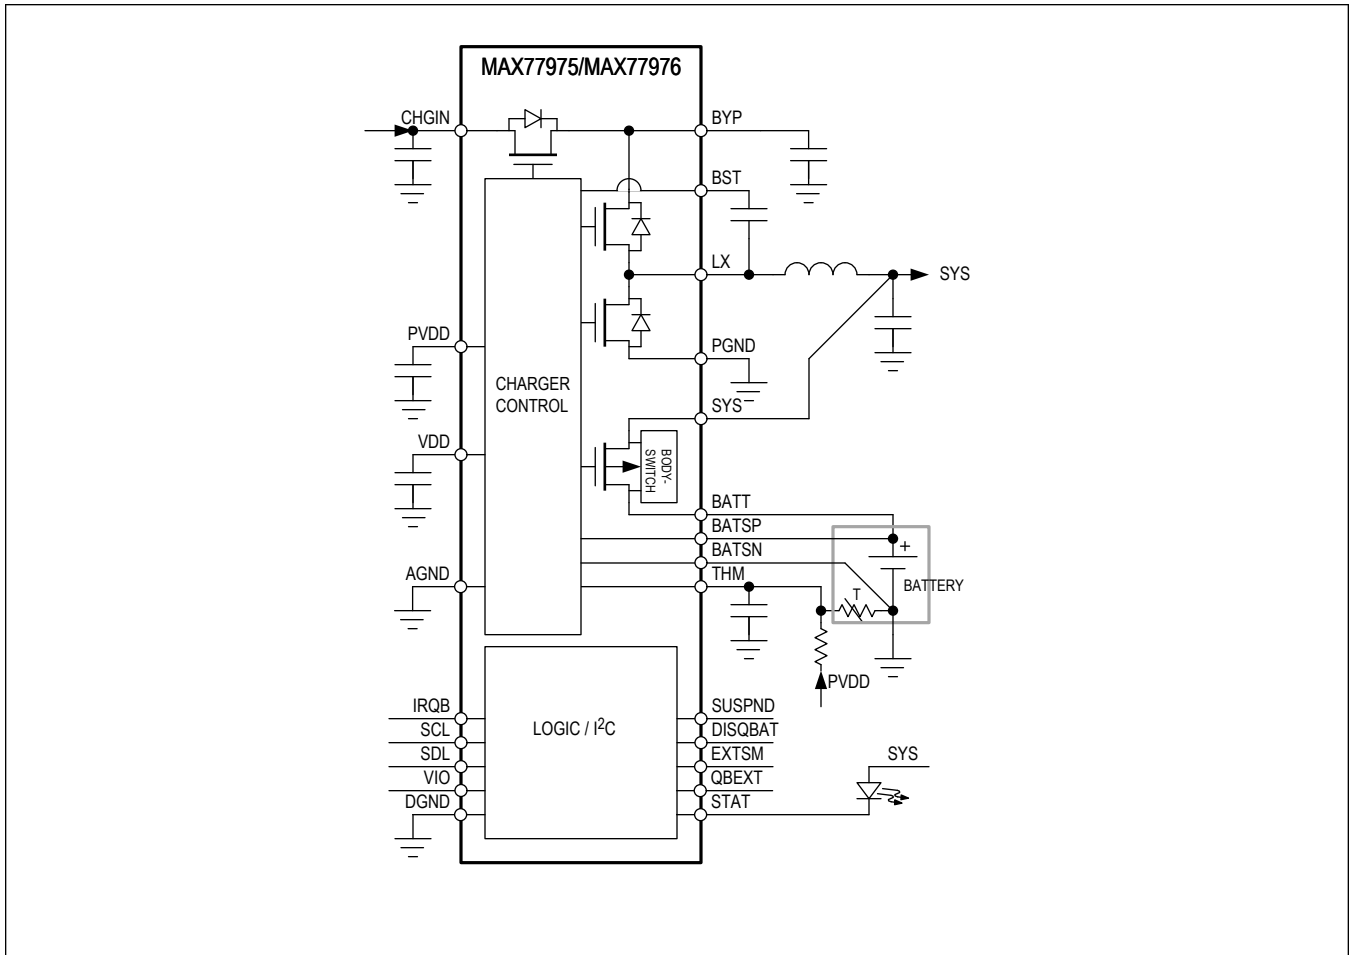 MAX77975/MAX77976
CHGIN
BYP
BST
LX
SYS
PVDD
PGND
CHARGER
CONTROL
SYS
VDD
BODY-
SWITCH
BATT
BATSP
BATSN
+
THM
AGND
BATTERY
T
PVDD
IRQB
SUSPND
LOGIC / I²C
SCL
DISQBAT
SDL
EXTSM
SYS
VIO
QBEXT
DGND
STAT